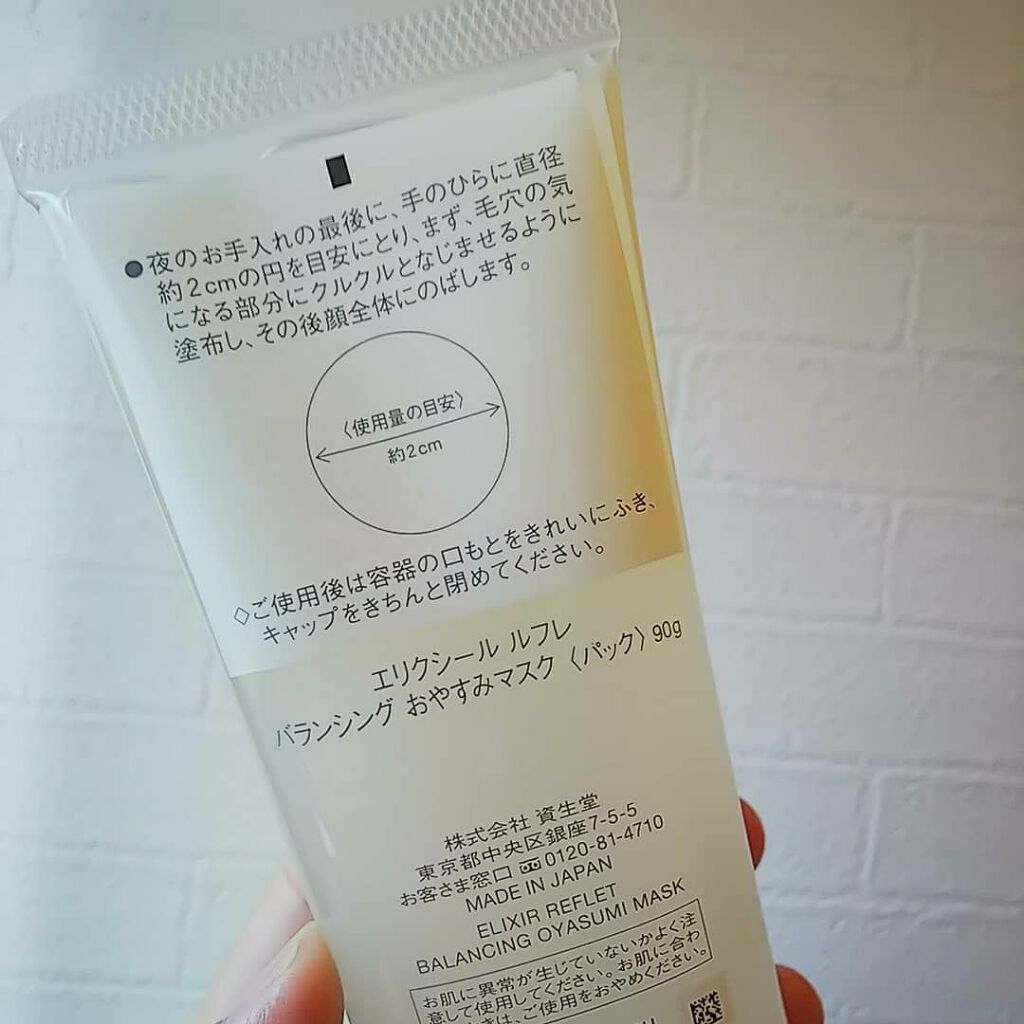 ●夜のお手入れの最後に、手のひらに直径
約2cmの円を目安にとり、まず、毛穴の気
になる部分にクルクルとなじませるように
塗布し、その後顔全体にのばします。
〈使用量の目安〉
約2cm
◇ご使用後は容器の口もとをきれいにふき、
キャップをきちんと閉めてください。
エリクシール ルフレ
バランシング おやすみマスク 〈パック〉 90g
株式会社 資生堂
東京都中央区銀座7-5-5
お客さま窓口 0120-81-4710
MADE IN JAPAN
ELIXIR REFLET
BALANCING OYASUMI MASK
お肌に異常が生じていないかよく注
意して使用してください。お肌に合わ
ときは、ご使用をおやめください。